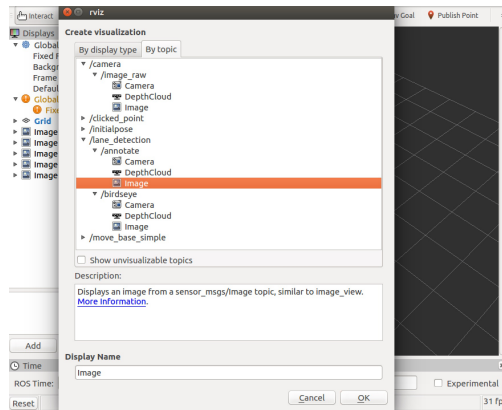 Interact
rviz
w Goal
Publish Point
Displays
Create visualization
Global
Fixed F
Backgr
Frame
Defaul
Global
Fixe
Grid
Image
Image
Image
Image
Image
By display type
By topic
/camera
/image_raw
Camera
DepthCloud
Image
/clicked_point
/initialpose
/lane_detection
/annotate
Camera
DepthCloud
Image
/birdseye
Camera
DepthCloud
Image
/move_base_simple
Show unvisualizable topics
Description:
Displays an image from a sensor_msgs/Image topic, similar to image_view.
More Information.
Add
Display Name
Image
Time
ROS Time:
Experimental
Cancel
OK
Reset
31 fp